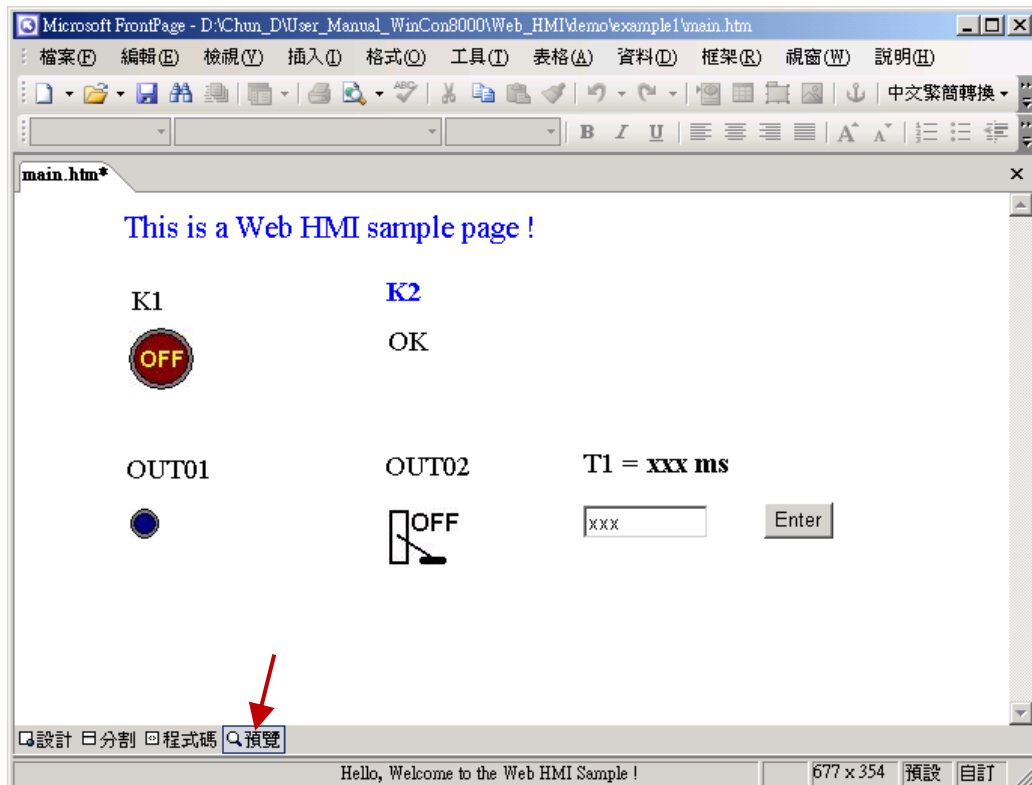 Microsoft FrontPage - D:\Chun_D\User_Manual_WinCon8000\Web_HMI\demo\example1\main.htm
檔案(F) 編輯(E) 檢視(V) 插入(I) 格式(O) 工具(T) 表格(A) 資料(D) 框架(R) 視窗(W) 說明(H)
ABC 中文繁簡轉換
B I U A A
main.htm*
This is a Web HMI sample page !
K1 K2
OFF OK
OUT01 OUT02 T1 = xxx ms
OFF xxx Enter
設計 分割 程式碼 預覽
Hello, Welcome to the Web HMI Sample ! 677 x 354 預設 自訂